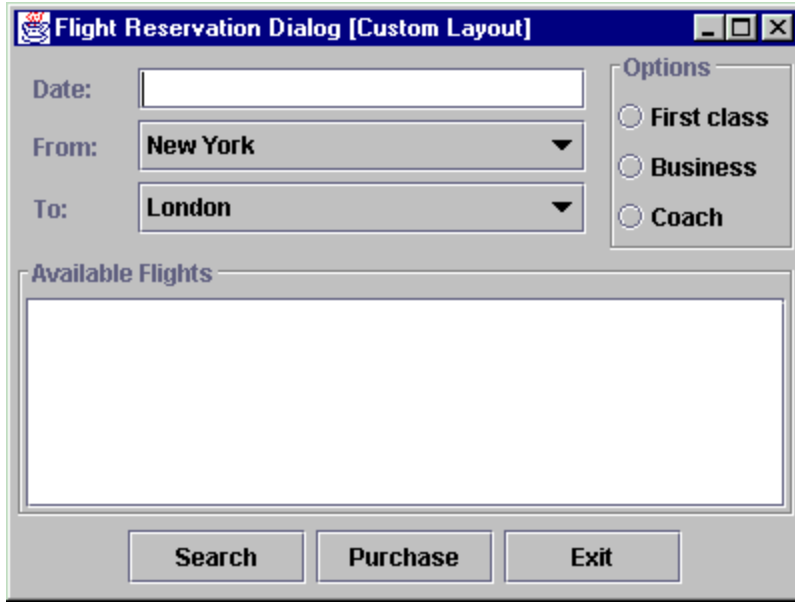 Flight Reservation Dialog [Custom Layout]
Date:
From: New York
To: London
Options
First class
Business
Coach
Available Flights
Search Purchase Exit